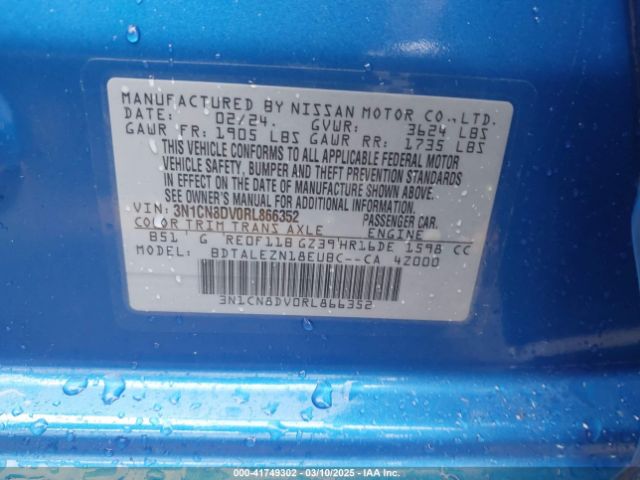 MANUFACTURED BY NISSAN MOTOR CO.,LTD.
DATE: 02/24. GVWR: 3624 LBS
GAWR FR: 1905 LBS GAWR RR: 1735 LBS
THIS VEHICLE CONFORMS TO ALL APPLICABLE FEDERAL MOTOR
VEHICLE SAFETY, BUMPER AND THEFT PREVENTION STANDARDS
IN EFFECT ON THE DATE OF MANUFACTURE SHOWN ABOVE.
SEE OWNER'S MANUAL FOR ADDITIONAL INFORMATION
VIN: 3N1CN8DV0RL866352 PASSENGER CAR.
COLOR TRIM TRANS AXLE ENGINE
B51 G RE0F11B GZ39 HR16DE 1598 CC
MODEL: BDTALEZN18EUBC--CA 4Z000
3N1CN8DV0RL866352
© - 41749302 - 03/10/2025 - IAA Inc.